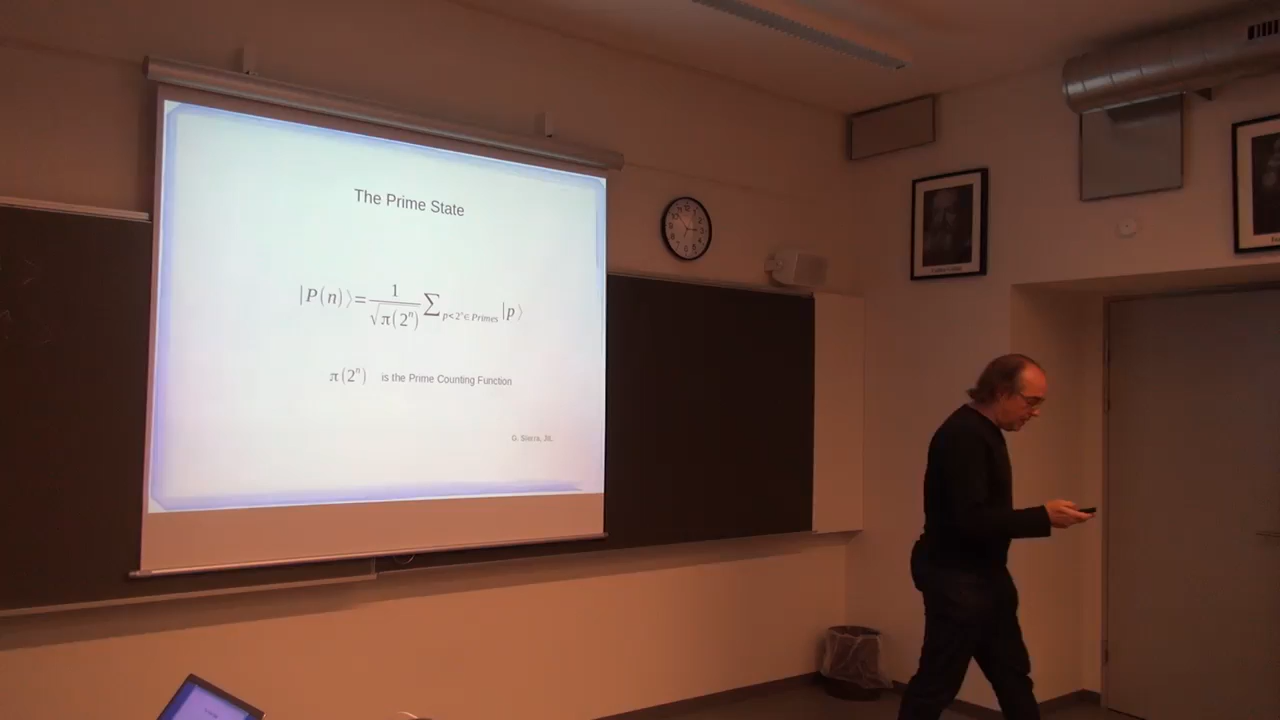 The Prime State
|P(n)⟩=1/√π(2ⁿ) ∑ p<2ⁿ∈Primes |p⟩
π(2ⁿ) is the Prime Counting Function
G. Sierra, JIL